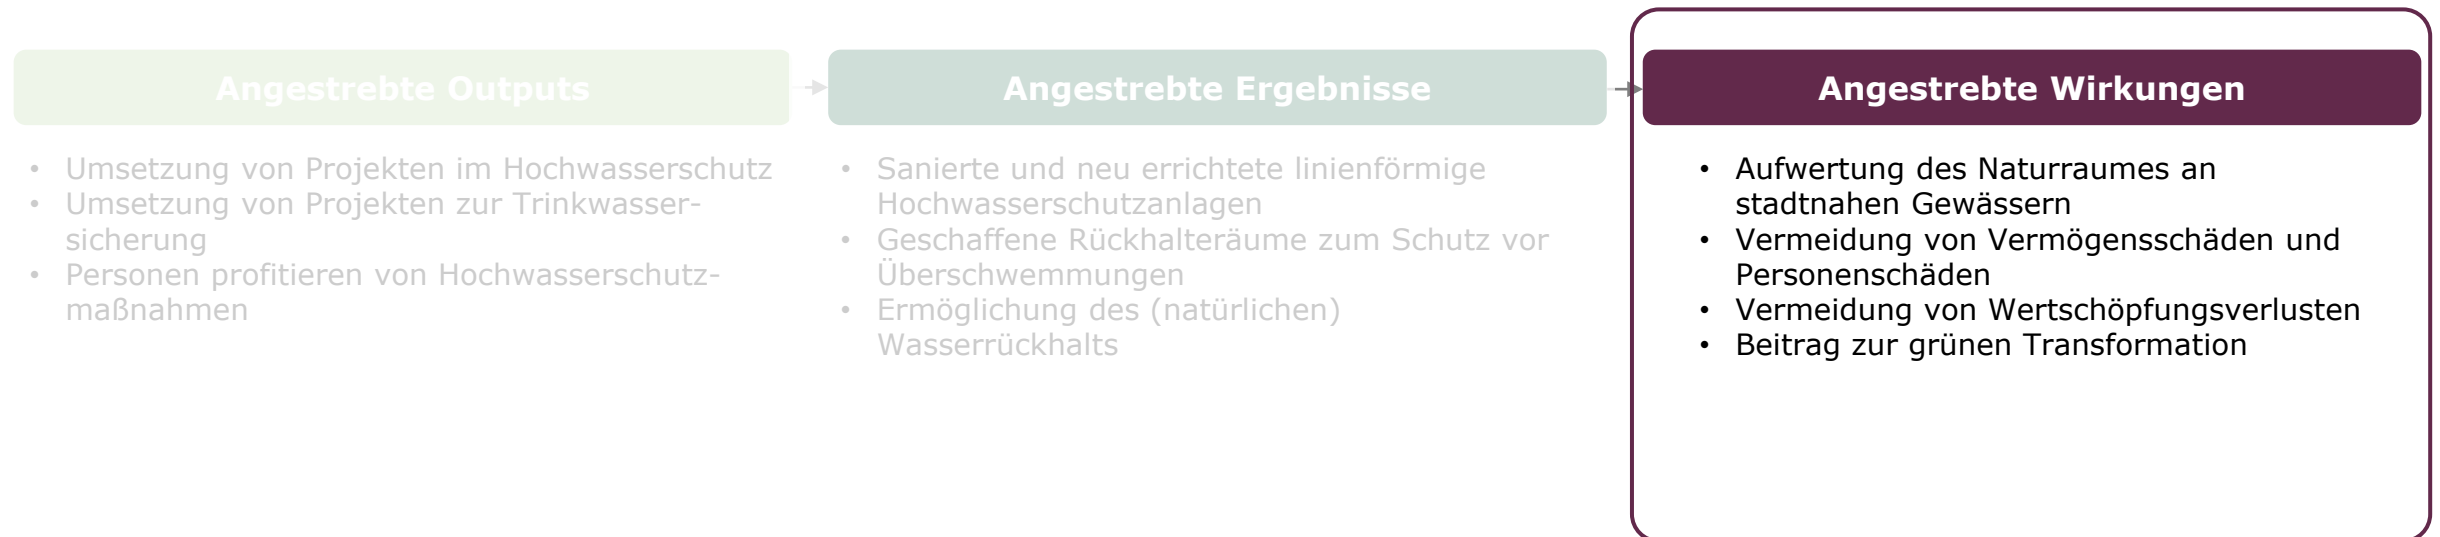 Angestrebte Outputs
• Umsetzung von Projekten im Hochwasserschutz
• Umsetzung von Projekten zur Trinkwasser-
sicherung
• Personen profitieren von Hochwasserschutz-
maßnahmen
Angestrebte Ergebnisse
• Sanierte und neu errichtete linienförmige
Hochwasserschutzanlagen
• Geschaffene Rückhalteräume zum Schutz vor
Überschwemmungen
• Ermöglichung des (natürlichen)
Wasserrückhalts
Angestrebte Wirkungen
• Aufwertung des Naturraumes an
stadtnahen Gewässern
• Vermeidung von Vermögensschäden und
Personenschäden
• Vermeidung von Wertschöpfungsverlusten
• Beitrag zur grünen Transformation